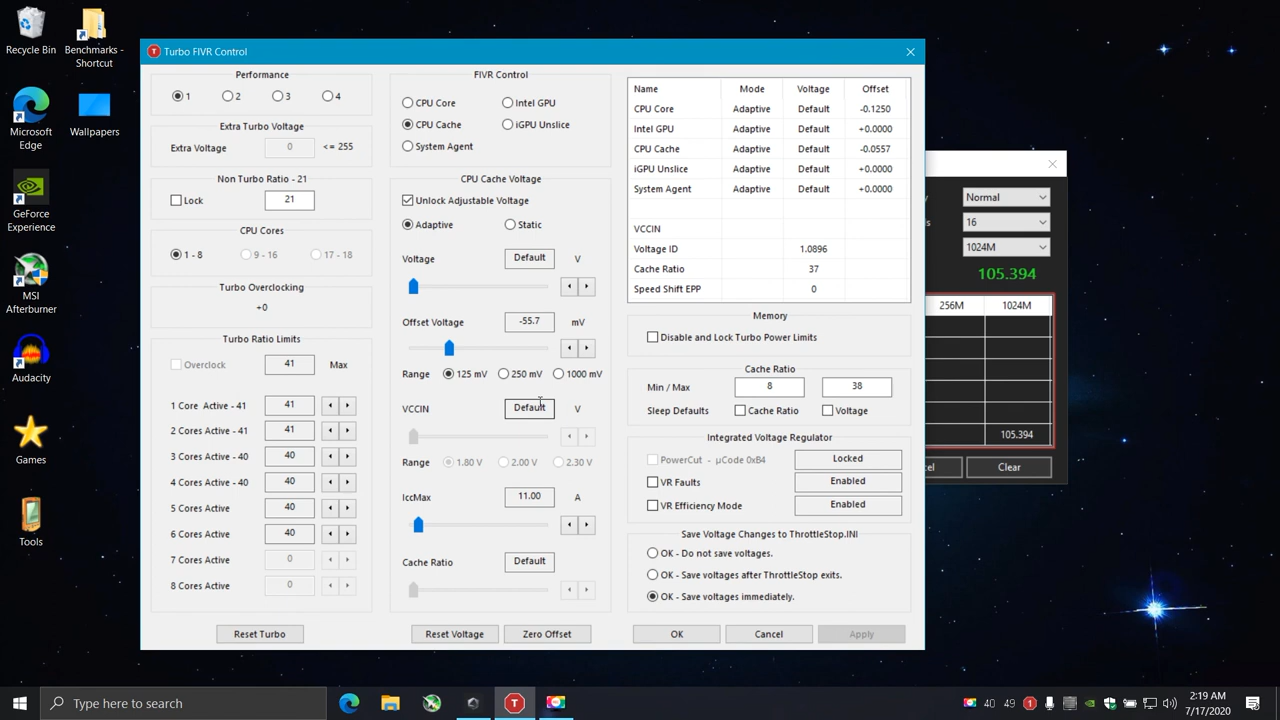 Recycle Bin
Benchmarks - Shortcut
Microsoft Edge
Wallpapers
GeForce Experience
MSI Afterburner
Audacity
Games
Tools
Turbo FIVR Control
Performance
1 2 3 4
Extra Turbo Voltage
Extra Voltage 0 <= 255
Non Turbo Ratio - 21
Lock 21
CPU Cores
1 - 8 9 - 16 17 - 18
Turbo Overclocking
+0
Turbo Ratio Limits
Overclock 41 Max
1 Core Active - 41 41
2 Cores Active - 41 41
3 Cores Active - 40 40
4 Cores Active - 40 40
5 Cores Active 40
6 Cores Active 40
7 Cores Active 0
8 Cores Active 0
Reset Turbo
FIVR Control
CPU Core Intel GPU
CPU Cache iGPU Unslice
System Agent
CPU Cache Voltage
Unlock Adjustable Voltage
Adaptive Static
Voltage Default V
Offset Voltage -55.7 mV
Range 125 mV 250 mV 1000 mV
VCCIN Default V
Range 1.80 V 2.00 V 2.30 V
IccMax 11.00 A
Cache Ratio Default
Reset Voltage Zero Offset
Name Mode Voltage Offset
CPU Core Adaptive Default -0.1250
Intel GPU Adaptive Default +0.0000
CPU Cache Adaptive Default -0.0557
iGPU Unslice Adaptive Default +0.0000
System Agent Adaptive Default +0.0000
VCCIN
Voltage ID 1.0896
Cache Ratio 37
Speed Shift EPP 0
Memory
Disable and Lock Turbo Power Limits
Cache Ratio
Min / Max 8 38
Sleep Defaults Cache Ratio Voltage
Integrated Voltage Regulator
PowerCut - µCode 0xB4 Locked
VR Faults Enabled
VR Efficiency Mode Enabled
Save Voltage Changes to ThrottleStop.INI
OK - Do not save voltages.
OK - Save voltages after ThrottleStop exits.
OK - Save voltages immediately.
OK Cancel Apply
Normal
16
1024M
105.394
256M 1024M
105.394
Clear
Type here to search
40 49
2:19 AM
7/17/2020